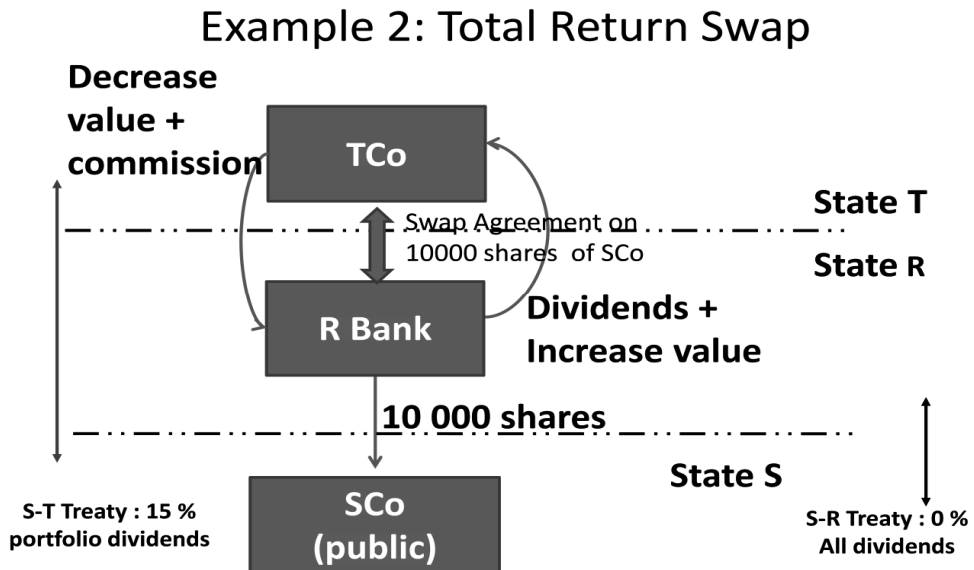 Example 2: Total Return Swap
Decrease
value +
commission
TCo
Swap Agreement on
10000 shares of SCo
State T
State R
R Bank
Dividends +
Increase value
10 000 shares
State S
SCo
(public)
S-T Treaty : 15 %
portfolio dividends
S-R Treaty : 0 %
All dividends